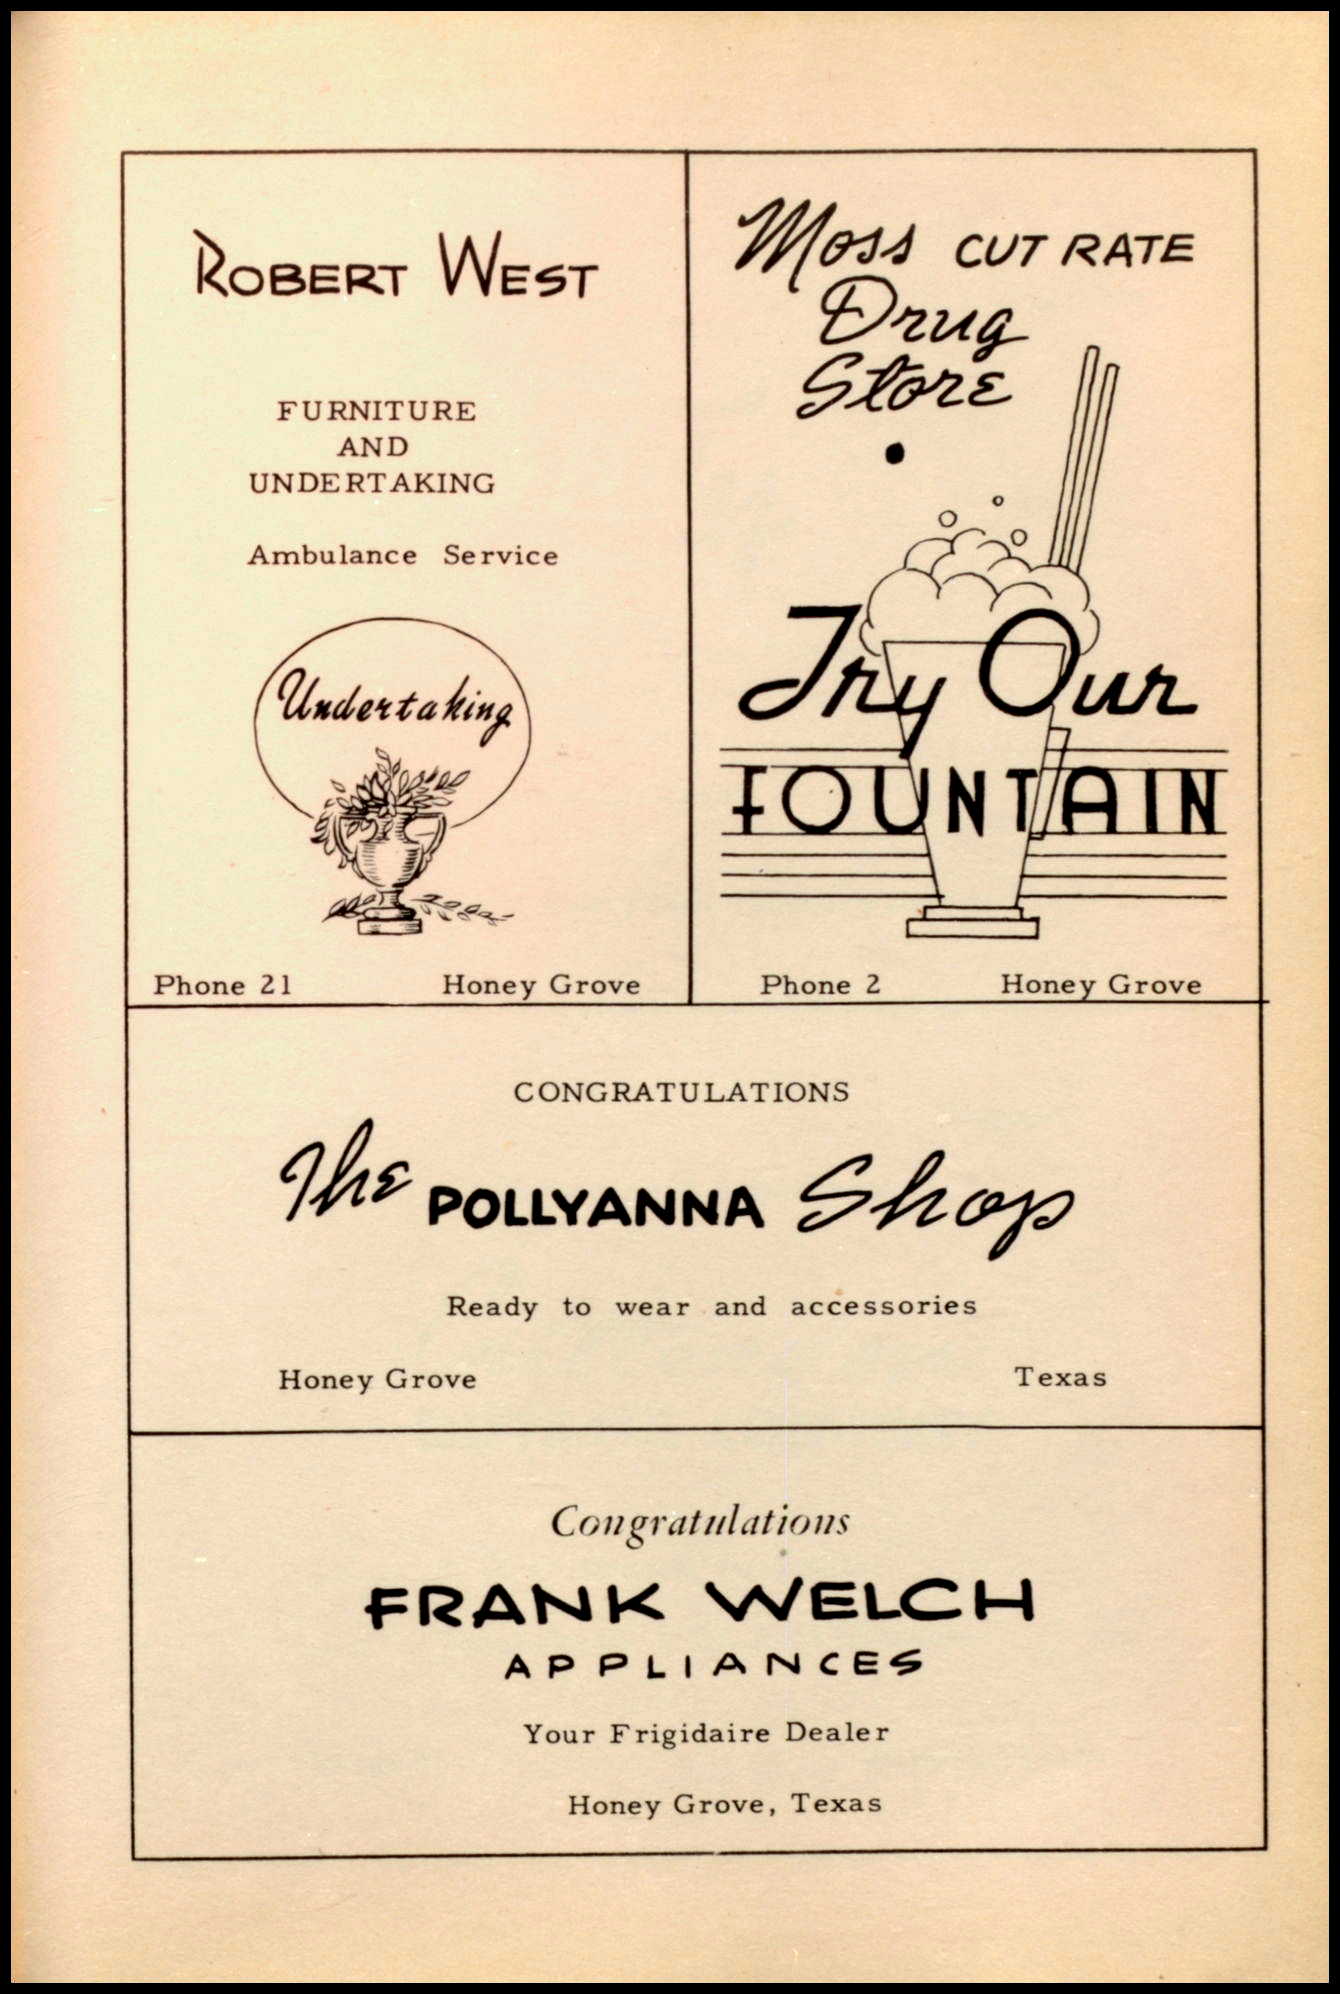 ROBERT WEST
FURNITURE
AND
UNDERTAKING
Ambulance Service
Undertaking
Phone 21 Honey Grove
Moss CUT RATE
Drug
Store
Try Our
FOUNTAIN
Phone 2 Honey Grove
CONGRATULATIONS
The POLLYANNA Shop
Ready to wear and accessories
Honey Grove Texas
Congratulations
FRANK WELCH
APPLIANCES
Your Frigidaire Dealer
Honey Grove, Texas